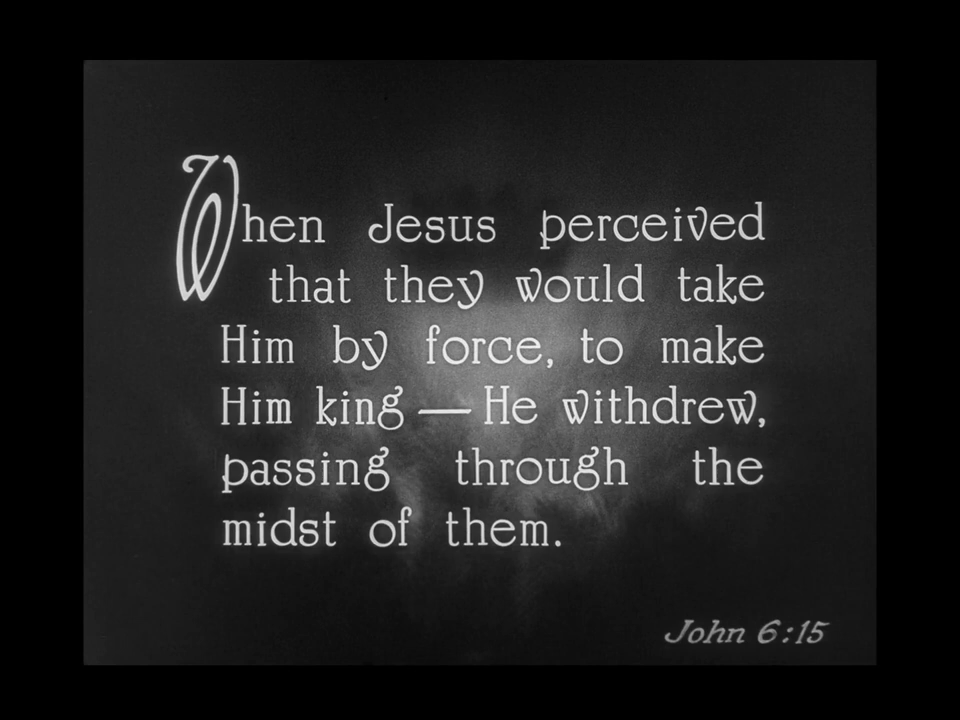 When Jesus perceived
that they would take
Him by force, to make
Him king — He withdrew,
passing through the
midst of them.
John 6:15